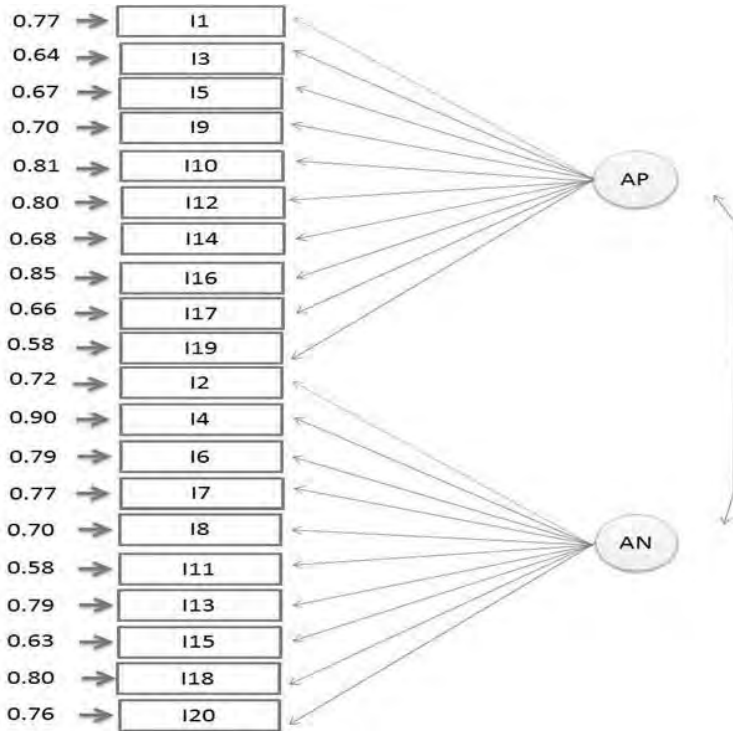 0.77 I1
0.64 I3
0.67 I5
0.70 I9
0.81 I10
AP
0.80 I12
0.68 I14
0.85 I16
0.66 I17
0.58 I19
0.72 I2
0.90 I4
0.79 I6
0.77 I7
0.70 I8
AN
0.58 I11
0.79 I13
0.63 I15
0.80 I18
0.76 I20